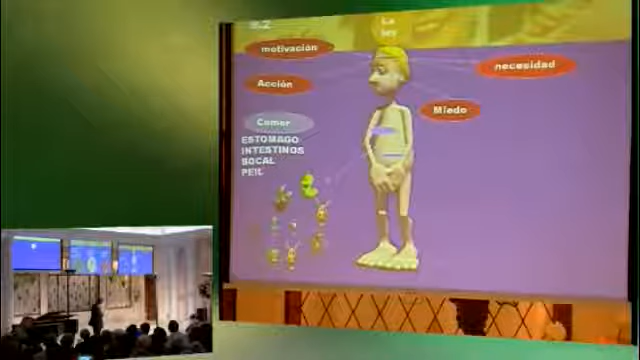 La
ley
motivación
necesidad
Acción
Miedo
Comer
ESTOMAGO
INTESTINOS
BOCAL
PEIL